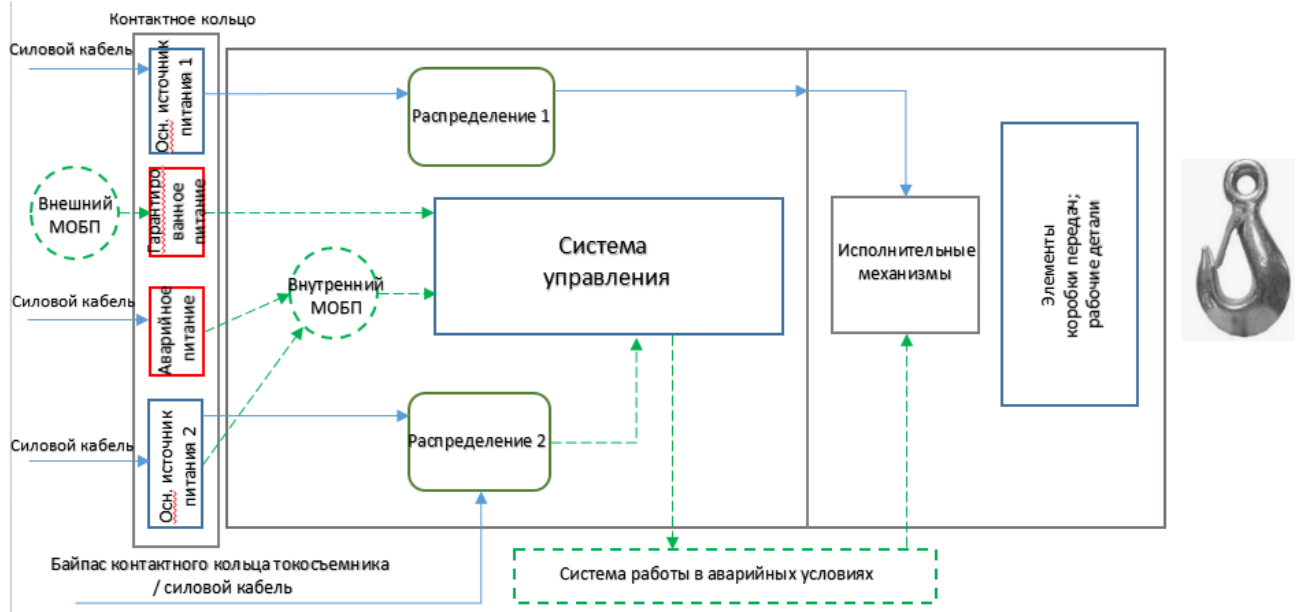 Контактное кольцо
Силовой кабель
Осн. источник
питания 1
Распределение 1
Внешний
МОБП
Гарантиро
ванное
питание
Система
управления
Внутренний
МОБП
Исполнительные
механизмы
Элементы
коробки передач;
рабочие детали
Силовой кабель
Аварийное
питание
Силовой кабель
Осн. источник
питания 2
Распределение 2
Байпас контактного кольца токосъемника
/ силовой кабель
Система работы в аварийных условиях